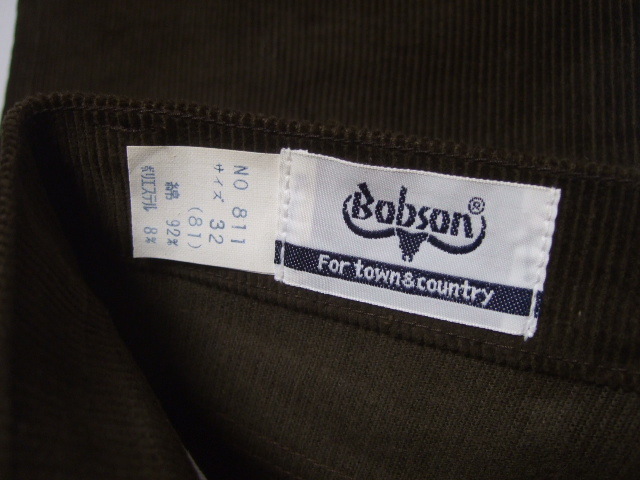 NO 811
サイズ 32
(81)
綿 92%
ポリエステル 8%
Bobson®
For town&country